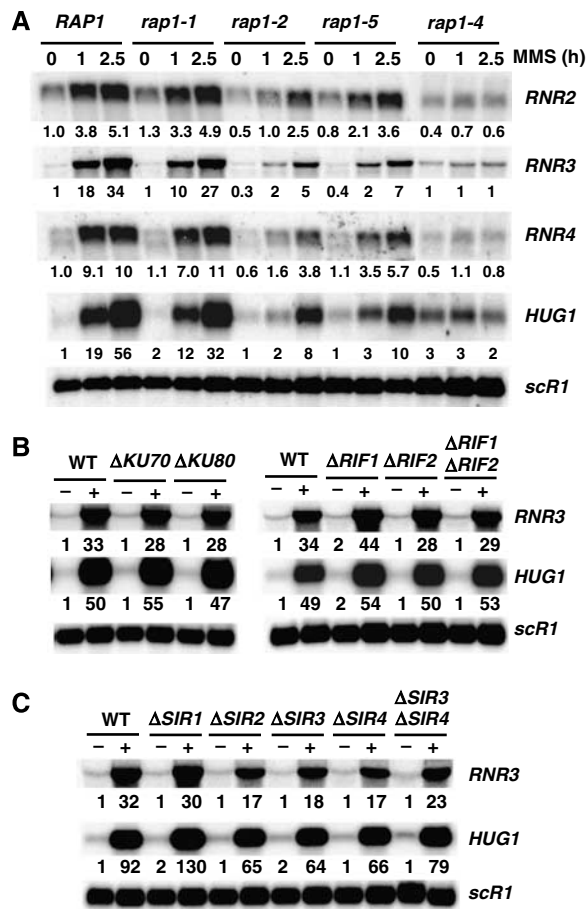 A
RAP1 rap1-1 rap1-2 rap1-5 rap1-4
0 1 2.5 0 1 2.5 0 1 2.5 0 1 2.5 0 1 2.5 MMS (h)
RNR2
1.0 3.8 5.1 1.3 3.3 4.9 0.5 1.0 2.5 0.8 2.1 3.6 0.4 0.7 0.6
RNR3
1 18 34 1 10 27 0.3 2 5 0.4 2 7 1 1 1
RNR4
1.0 9.1 10 1.1 7.0 11 0.6 1.6 3.8 1.1 3.5 5.7 0.5 1.1 0.8
HUG1
1 19 56 2 12 32 1 2 8 1 3 10 3 3 2
scR1
B
WT ΔKU70 ΔKU80 WT ΔRIF1 ΔRIF2 ΔRIF1 ΔRIF2
– + – + – + – + – + – + – +
RNR3
1 33 1 28 1 28 1 34 2 44 1 28 1 29
HUG1
1 50 1 55 1 47 1 49 2 54 1 50 1 53
scR1
C
WT ΔSIR1 ΔSIR2 ΔSIR3 ΔSIR4 ΔSIR3 ΔSIR4
– + – + – + – + – + – +
RNR3
1 32 1 30 1 17 1 18 1 17 1 23
HUG1
1 92 2 130 1 65 2 64 1 66 1 79
scR1